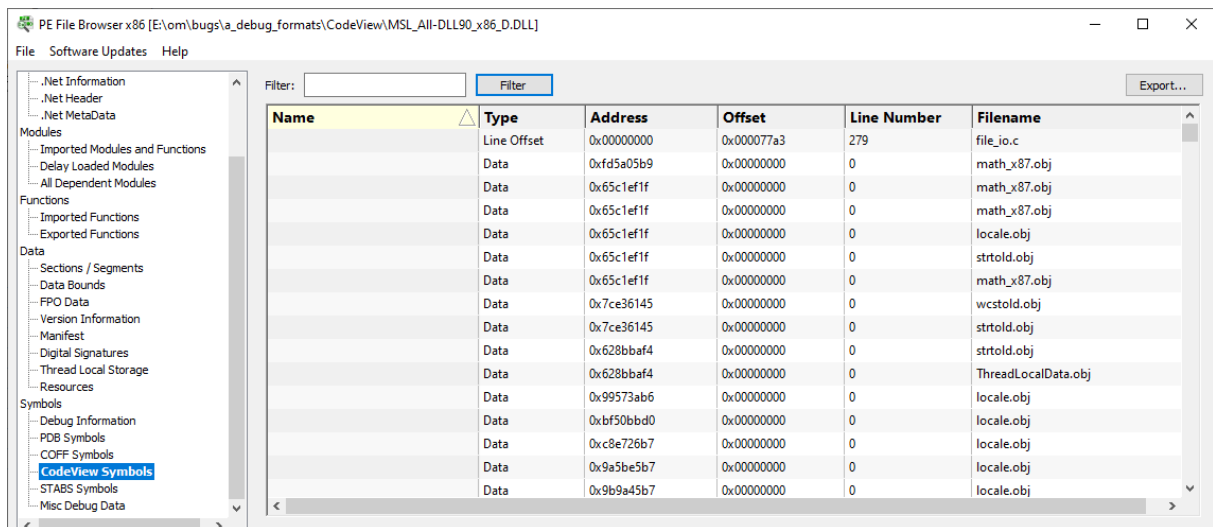 PE File Browser x86 [E:\om\bugs\a_debug_formats\CodeView\MSL_All-DLL90_x86_D.DLL]
File Software Updates Help
.Net Information
.Net Header
.Net MetaData
Modules
Imported Modules and Functions
Delay Loaded Modules
All Dependent Modules
Functions
Imported Functions
Exported Functions
Data
Sections / Segments
Data Bounds
FPO Data
Version Information
Manifest
Digital Signatures
Thread Local Storage
Resources
Symbols
Debug Information
PDB Symbols
COFF Symbols
CodeView Symbols
STABS Symbols
Misc Debug Data
Filter: Filter Export...
Name Type Address Offset Line Number Filename
Line Offset 0x00000000 0x000077a3 279 file_io.c
Data 0xfd5a05b9 0x00000000 0 math_x87.obj
Data 0x65c1ef1f 0x00000000 0 math_x87.obj
Data 0x65c1ef1f 0x00000000 0 math_x87.obj
Data 0x65c1ef1f 0x00000000 0 locale.obj
Data 0x65c1ef1f 0x00000000 0 strtold.obj
Data 0x65c1ef1f 0x00000000 0 math_x87.obj
Data 0x7ce36145 0x00000000 0 wcstold.obj
Data 0x7ce36145 0x00000000 0 strtold.obj
Data 0x628bbaf4 0x00000000 0 strtold.obj
Data 0x628bbaf4 0x00000000 0 ThreadLocalData.obj
Data 0x99573ab6 0x00000000 0 locale.obj
Data 0xbf50bbd0 0x00000000 0 locale.obj
Data 0xc8e726b7 0x00000000 0 locale.obj
Data 0x9a5be5b7 0x00000000 0 locale.obj
Data 0x9b9a45b7 0x00000000 0 locale.obj